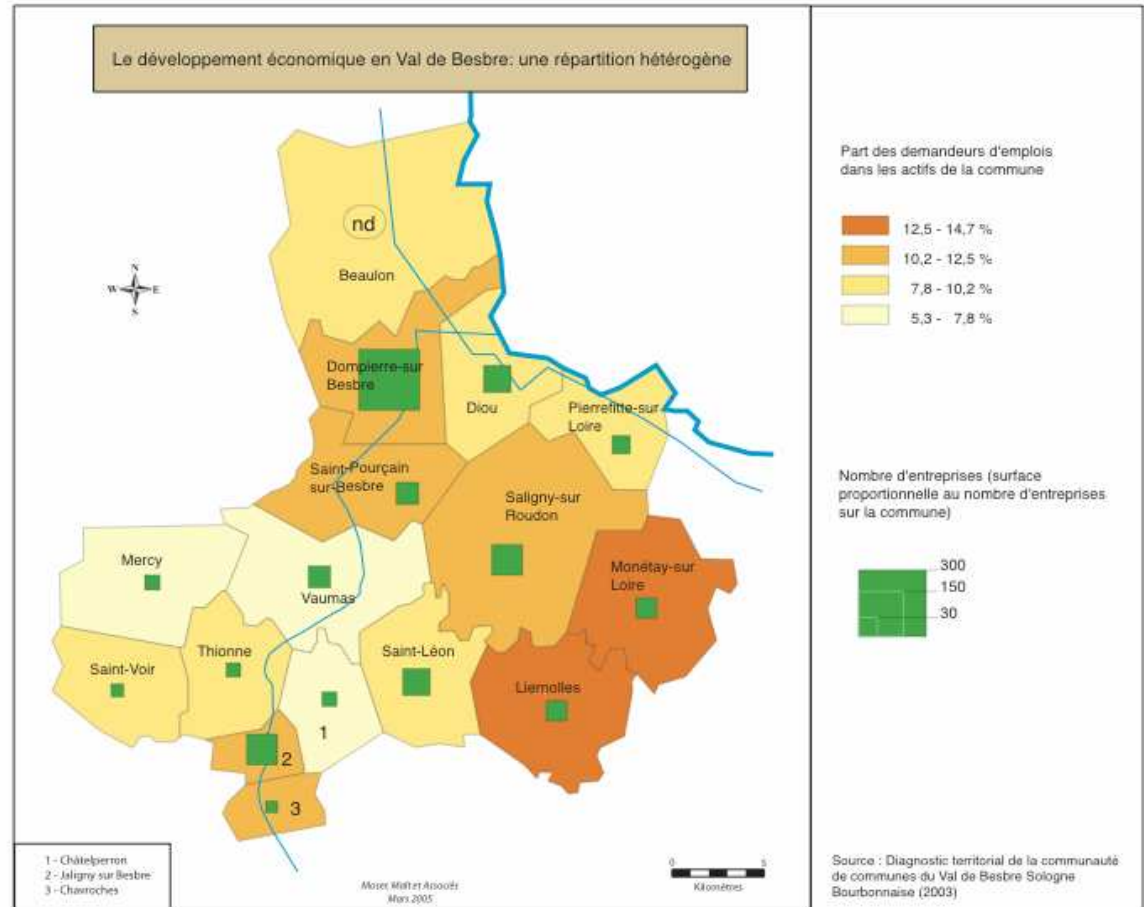 Le développement économique en Val de Besbre: une répartition hétérogène
nd
Beaulon
N
W E
S
Dompierre-sur
Besbre
Diou
Pierrefitte-sur
Loire
Saint-Pourçain
sur-Besbre
Saligny-sur
Roudon
Mercy
Vaumas
Monétay-sur
Loire
Saint-Voir
Thionne
Saint-Léon
Liernolles
1
2
3
1 - Châtelperron
2 - Jaligny sur Besbre
3 - Chavroches
Moser, Malt et Associés
Mars 2005
0 5
Kilomètres
Part des demandeurs d'emplois
dans les actifs de la commune
12,5 - 14,7 %
10,2 - 12,5 %
7,8 - 10,2 %
5,3 - 7,8 %
Nombre d'entreprises (surface
proportionnelle au nombre d'entreprises
sur la commune)
300
150
30
Source : Diagnostic territorial de la communauté
de communes du Val de Besbre Sologne
Bourbonnaise (2003)